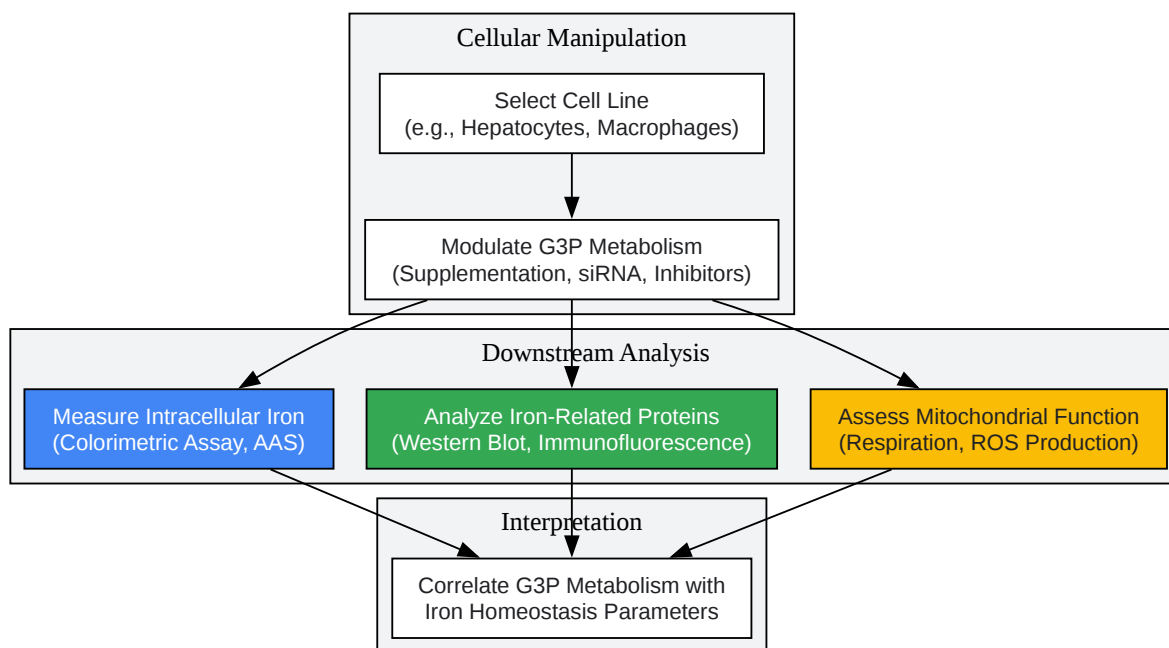 Cellular Manipulation
Select Cell Line
(e.g., Hepatocytes, Macrophages)
Modulate G3P Metabolism
(Supplementation, siRNA, Inhibitors)
Downstream Analysis
Measure Intracellular Iron
(Colorimetric Assay, AAS)
Analyze Iron-Related Proteins
(Western Blot, Immunofluorescence)
Assess Mitochondrial Function
(Respiration, ROS Production)
Interpretation
Correlate G3P Metabolism with
Iron Homeostasis Parameters